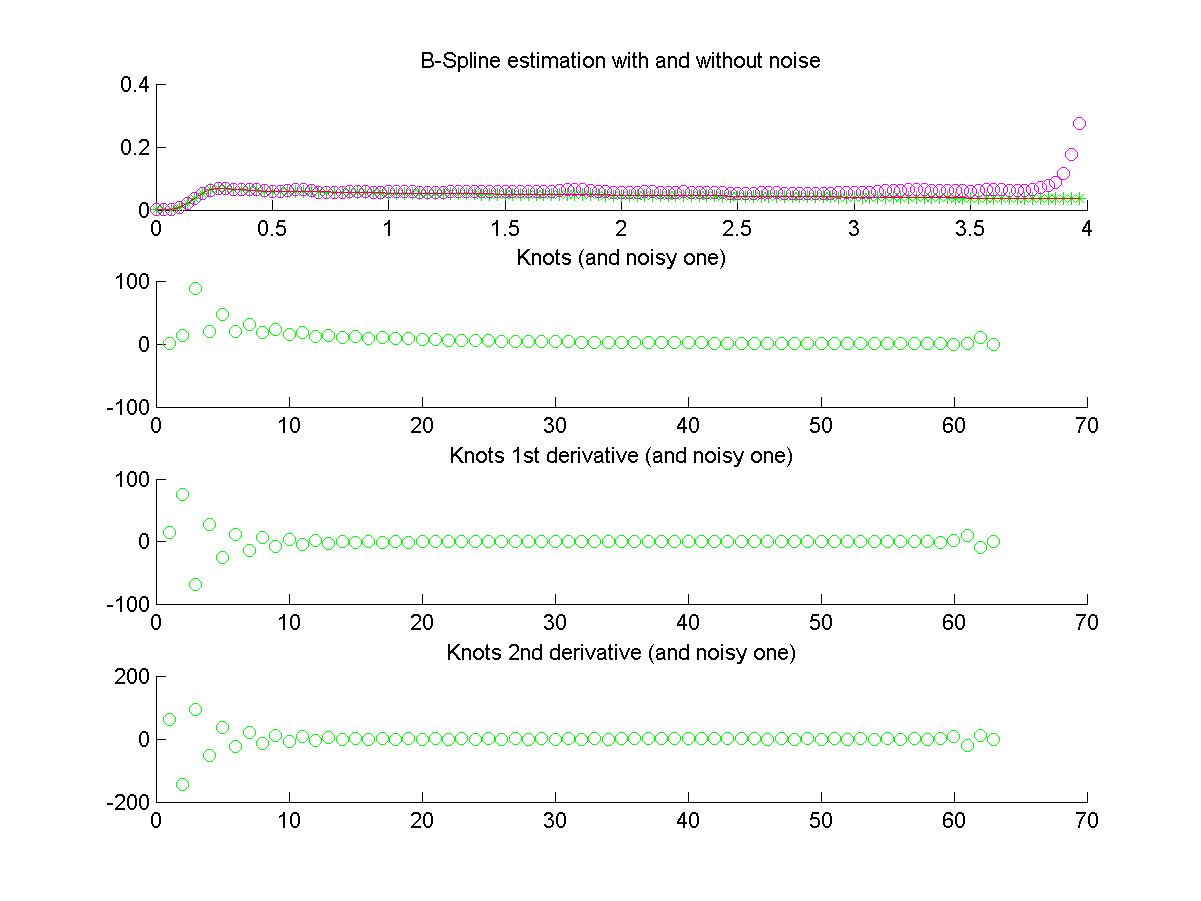 B-Spline estimation with and without noise
0.4
0.2
0
0 0.5 1 1.5 2 2.5 3 3.5 4
Knots (and noisy one)
100
0
-100
0 10 20 30 40 50 60 70
Knots 1st derivative (and noisy one)
100
0
-100
0 10 20 30 40 50 60 70
Knots 2nd derivative (and noisy one)
200
0
-200
0 10 20 30 40 50 60 70